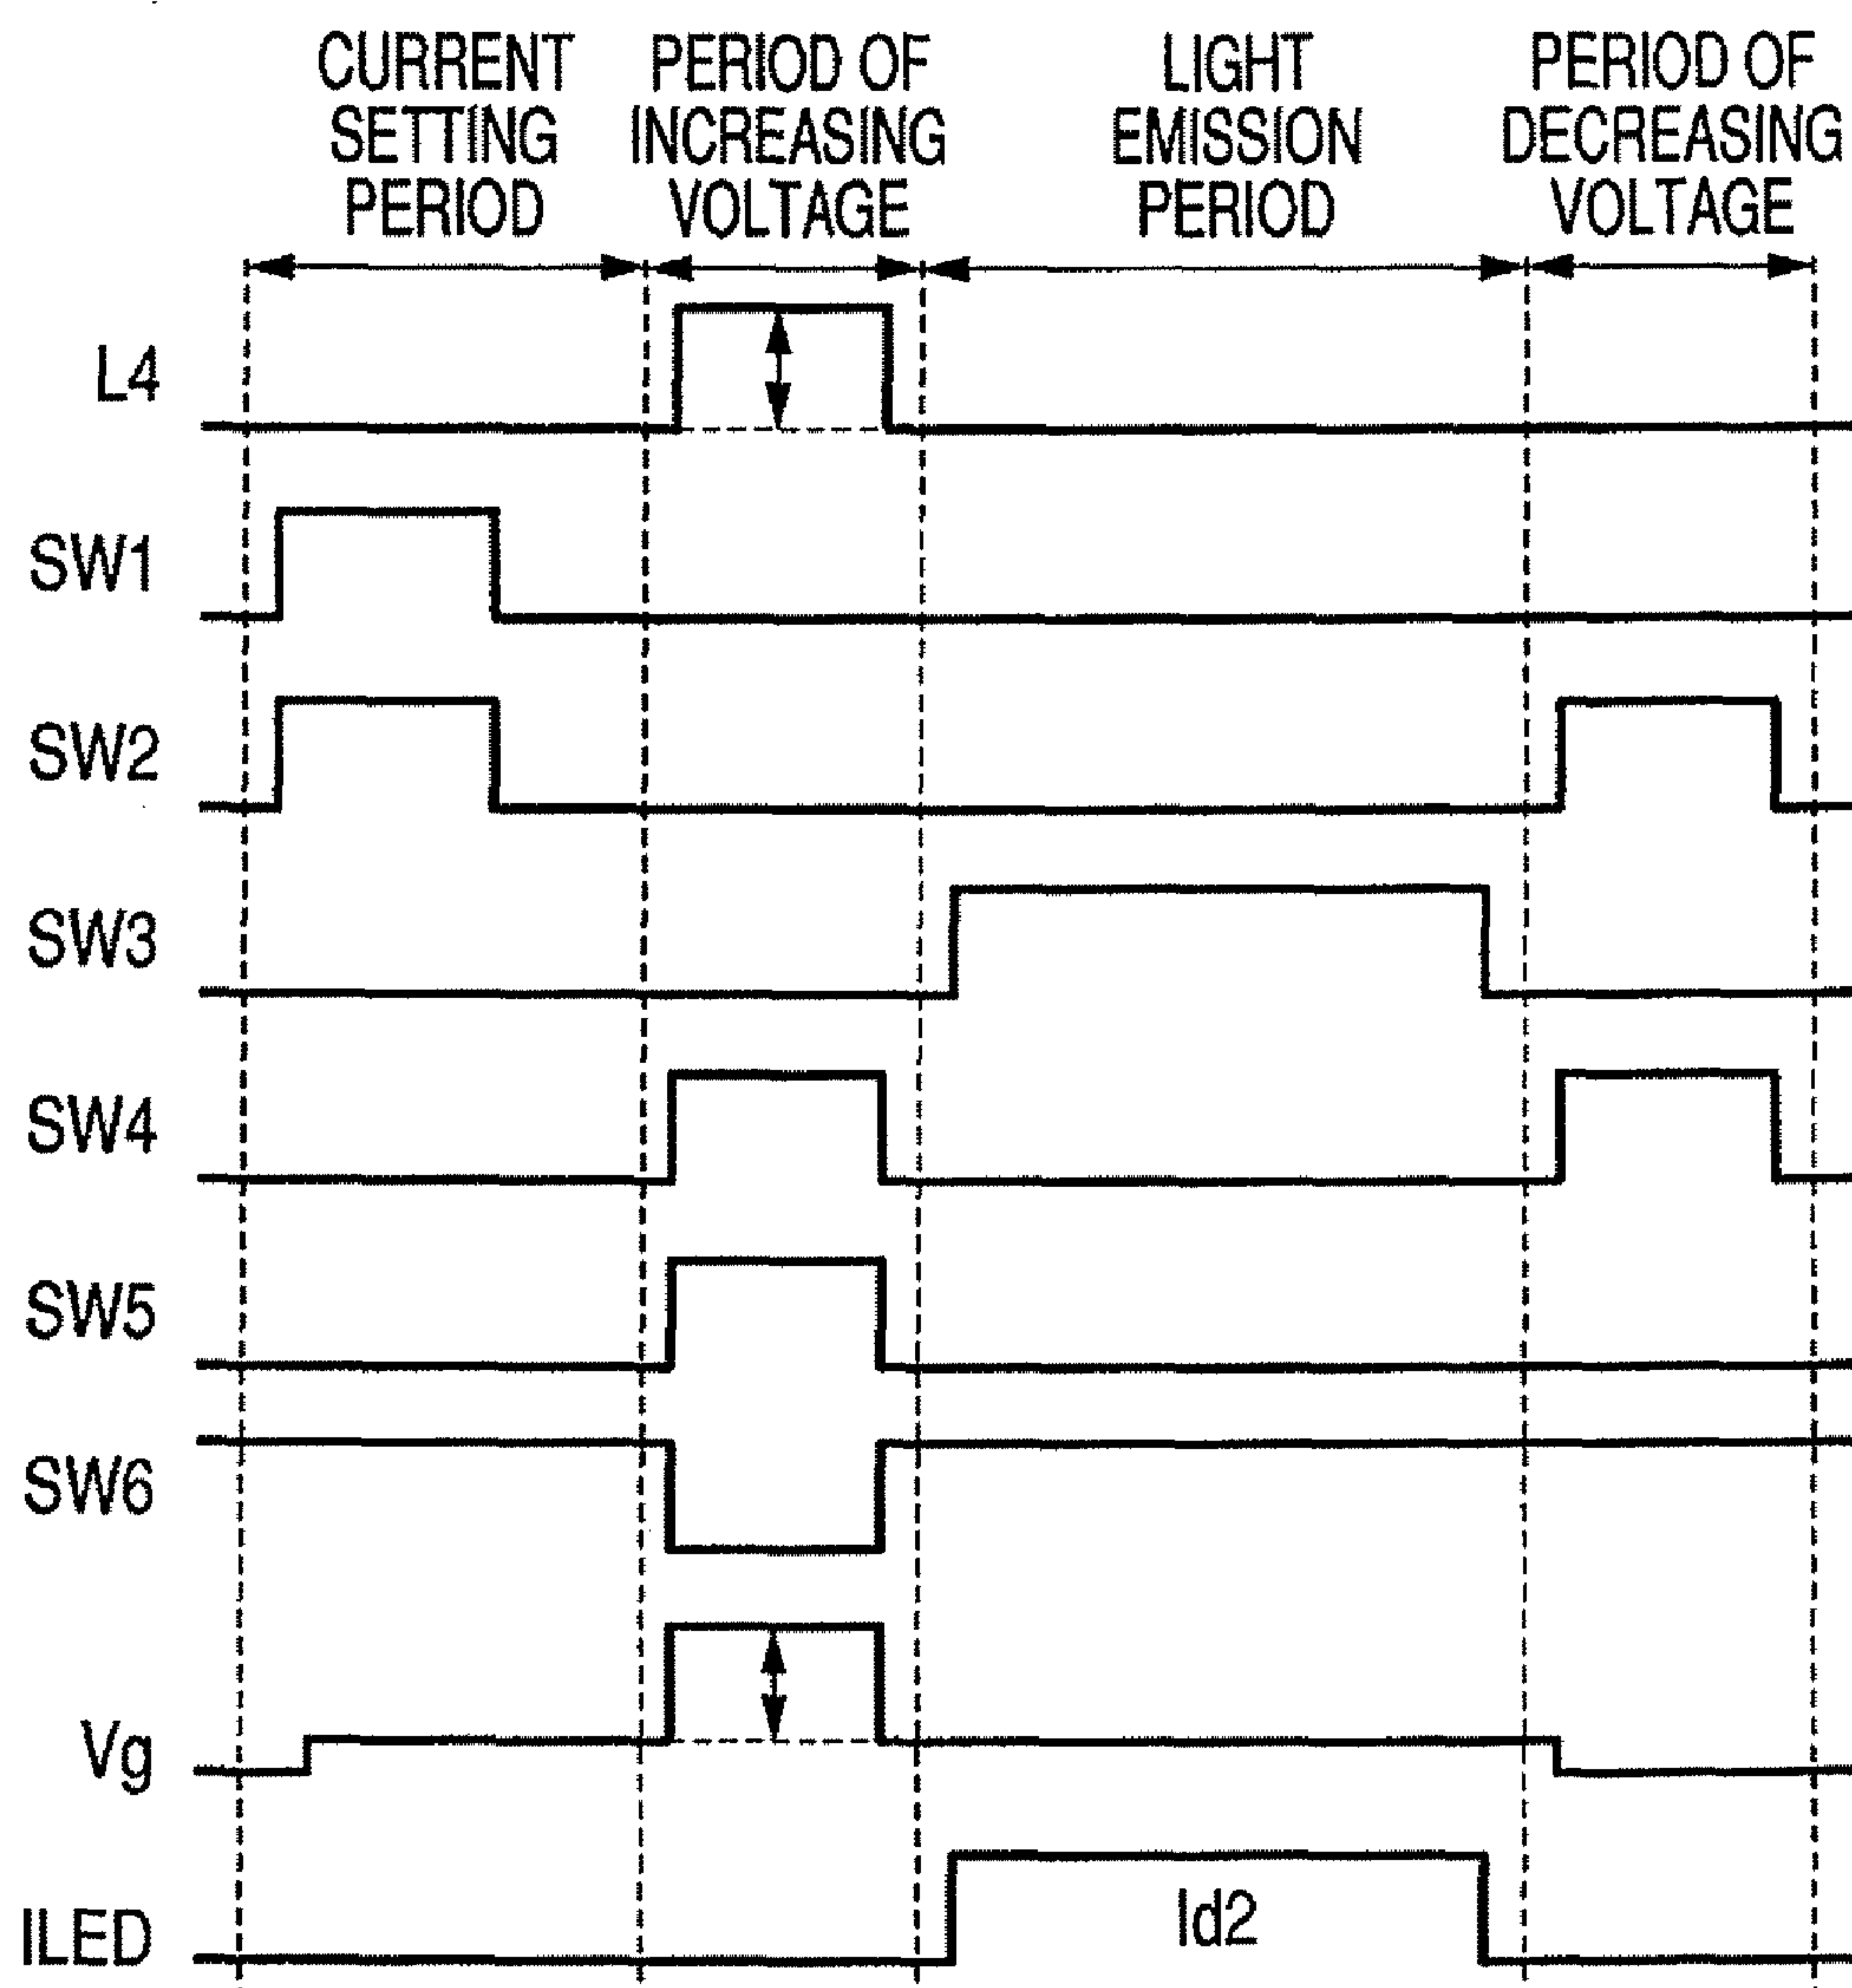 CURRENT
SETTING
PERIOD
PERIOD OF
INCREASING
VOLTAGE
LIGHT
EMISSION
PERIOD
PERIOD OF
DECREASING
VOLTAGE
L4
SW1
SW2
SW3
SW4
SW5
SW6
Vg
ILED
Id2